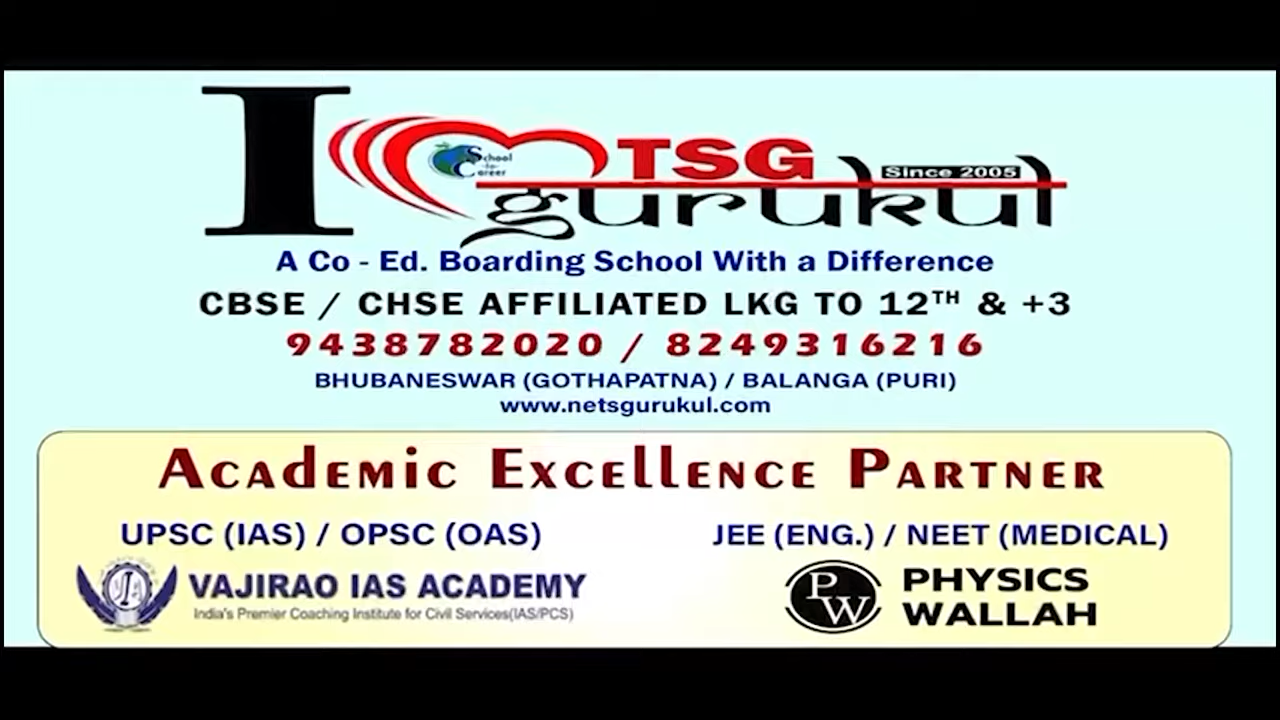 I TSG
School
-to-
Career
gurukul Since 2005
A Co - Ed. Boarding School With a Difference
CBSE / CHSE AFFILIATED LKG TO 12TH & +3
9438782020 / 8249316216
BHUBANESWAR (GOTHAPATNA) / BALANGA (PURI)
www.netsgurukul.com
Academic Excellence Partner
UPSC (IAS) / OPSC (OAS)
VAJIRAO IAS ACADEMY
India's Premier Coaching Institute for Civil Services(IAS/PCS)
JEE (ENG.) / NEET (MEDICAL)
PW
PHYSICS
WALLAH